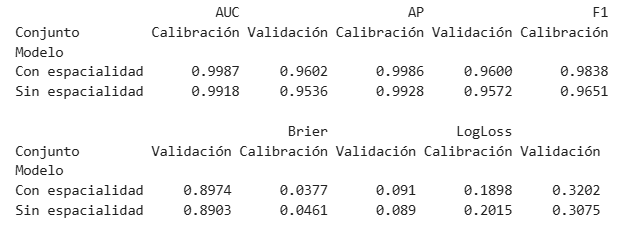 AUC AP F1
Conjunto Calibración Validación Calibración Validación Calibración
Modelo
Con espacialidad 0.9987 0.9602 0.9986 0.9600 0.9838
Sin espacialidad 0.9918 0.9536 0.9928 0.9572 0.9651
Brier LogLoss
Conjunto Validación Calibración Validación Calibración Validación
Modelo
Con espacialidad 0.8974 0.0377 0.091 0.1898 0.3202
Sin espacialidad 0.8903 0.0461 0.089 0.2015 0.3075